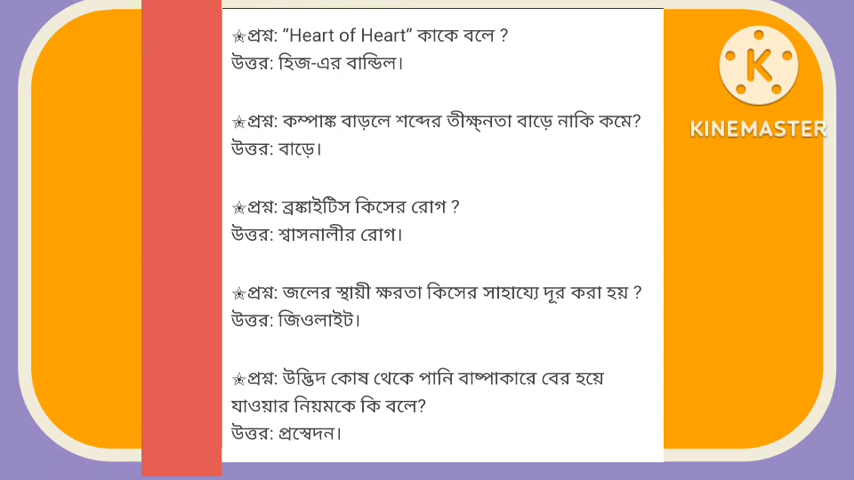 ✯প্রশ্ন: “Heart of Heart” কাকে বলে ?
উত্তর: হিজ-এর বান্ডিল।
✯প্রশ্ন: কম্পাঙ্ক বাড়লে শব্দের তীক্ষ্নতা বাড়ে নাকি কমে?
উত্তর: বাড়ে।
✯প্রশ্ন: ব্রঙ্কাইটিস কিসের রোগ ?
উত্তর: শ্বাসনালীর রোগ।
✯প্রশ্ন: জলের স্থায়ী ক্ষরতা কিসের সাহায্যে দূর করা হয় ?
উত্তর: জিওলাইট।
✯প্রশ্ন: উদ্ভিদ কোষ থেকে পানি বাষ্পাকারে বের হয়ে
যাওয়ার নিয়মকে কি বলে?
উত্তর: প্রস্বেদন।
K
KINEMASTER